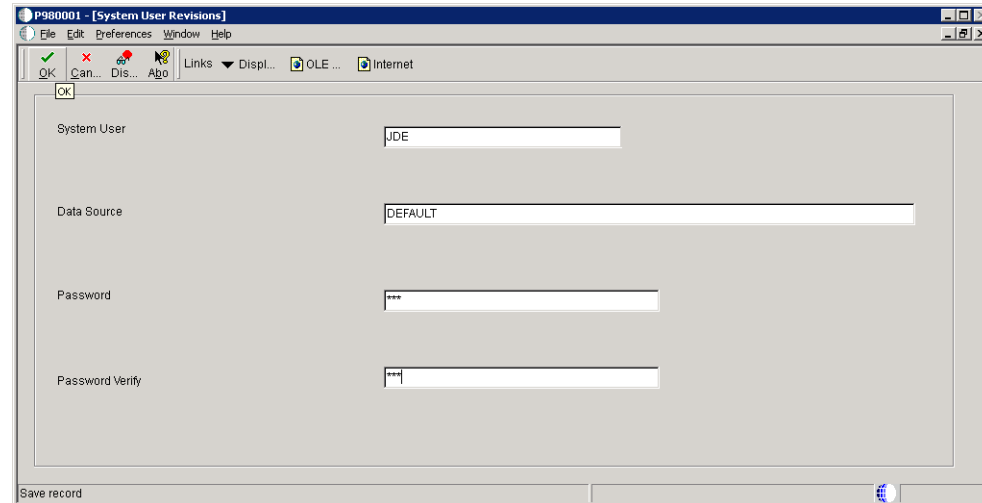 P980001 - [System User Revisions]
File Edit Preferences Window Help
OK Can... Dis... Abo Links Displ... OLE ... Internet
OK
System User JDE
Data Source DEFAULT
Password ***
Password Verify ***
Save record